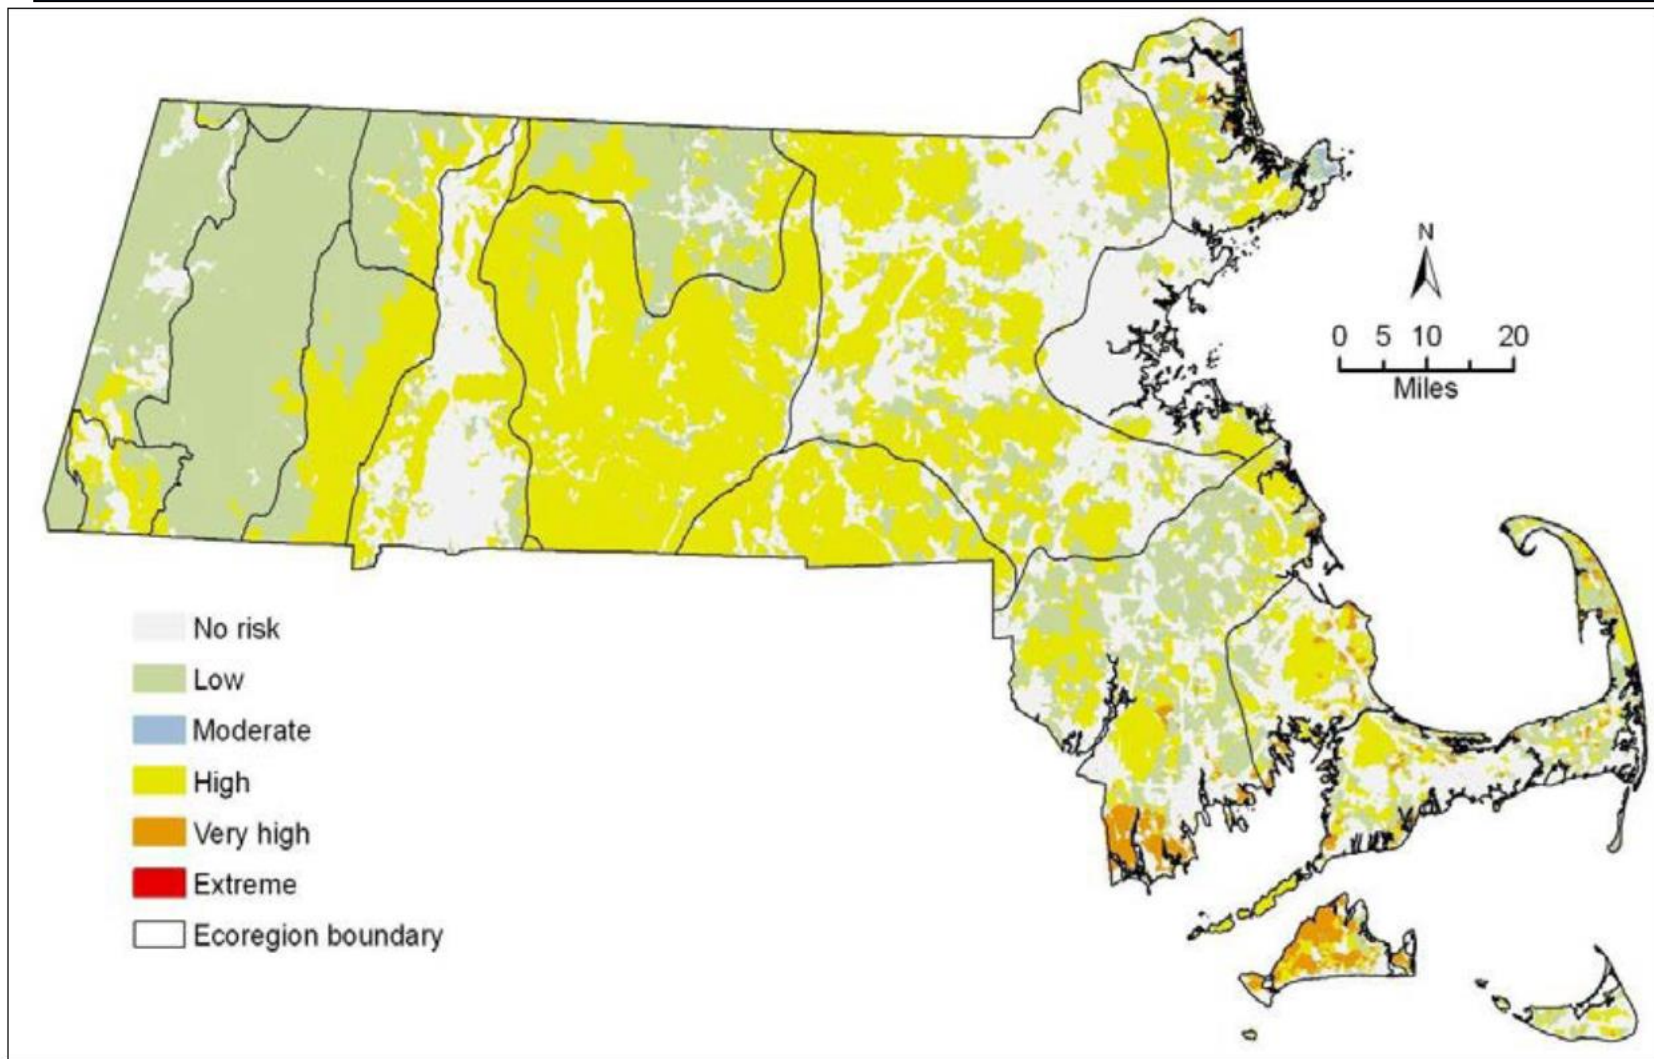 N
0 5 10 20
Miles
No risk
Low
Moderate
High
Very high
Extreme
Ecoregion boundary